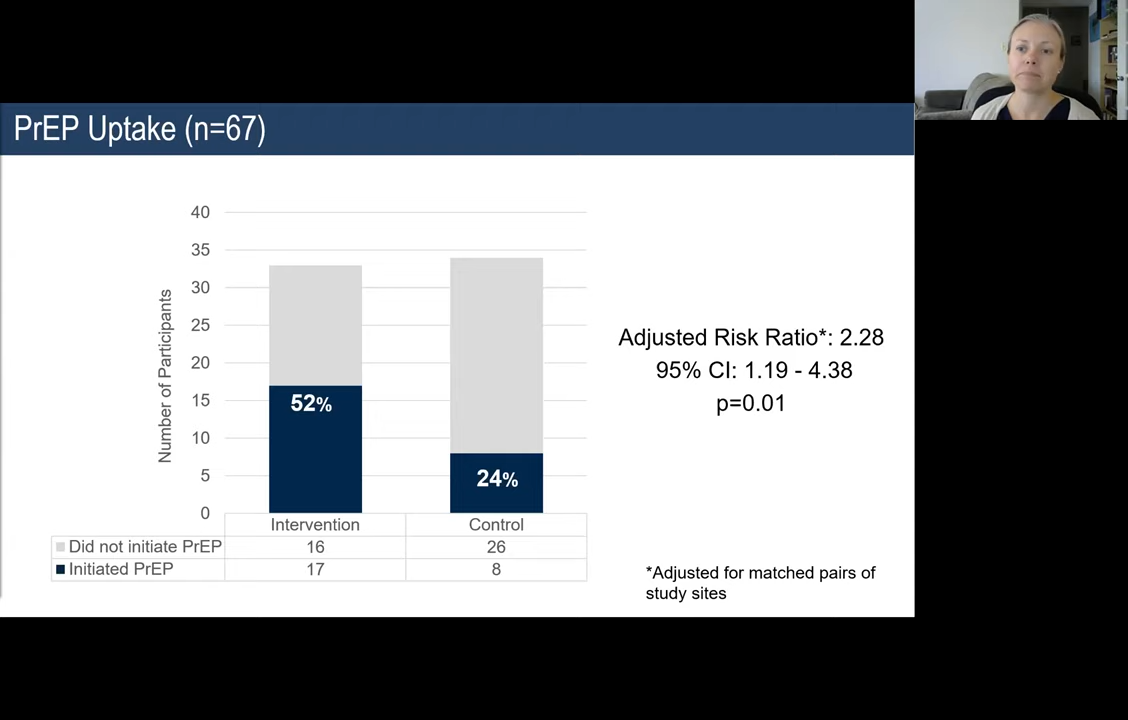 PrEP Uptake (n=67)
40
35
30
25
20
15
10
5
0
Number of Participants
52%
24%
Intervention Control
Did not initiate PrEP 16 26
Initiated PrEP 17 8
Adjusted Risk Ratio*: 2.28
95% CI: 1.19 - 4.38
p=0.01
*Adjusted for matched pairs of
study sites